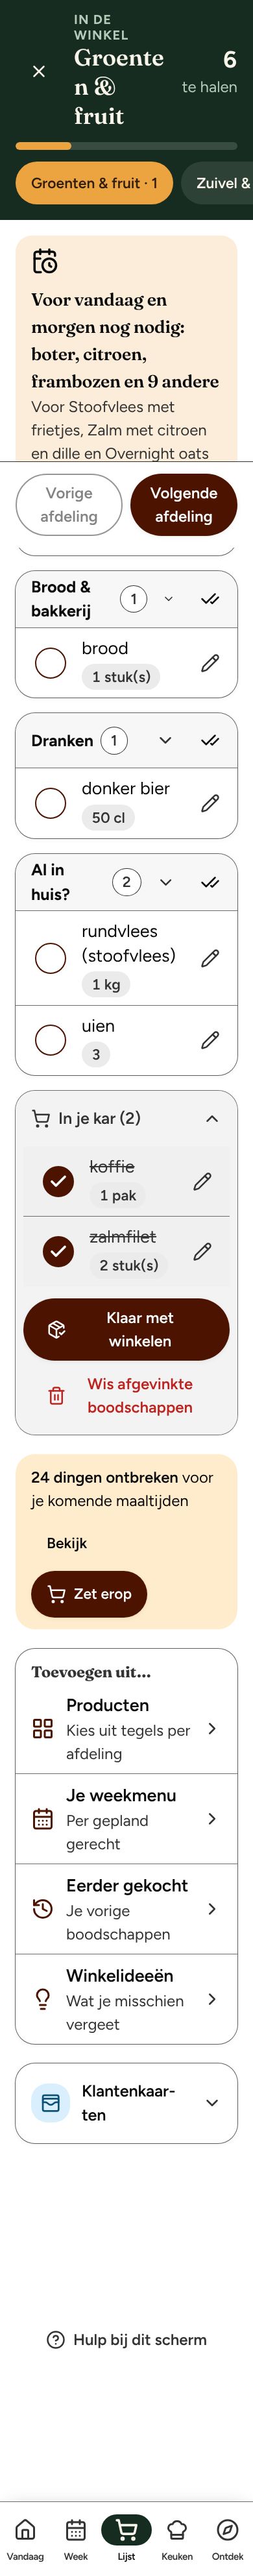 IN DE
WINKEL
Groente
n &
fruit
6
te halen
Groenten & fruit · 1
Zuivel &
Voor vandaag en
morgen nog nodig:
boter, citroen,
frambozen en 9 andere
Voor Stoofvlees met
frietjes, Zalm met citroen
en dille en Overnight oats
Vorige
afdeling
Volgende
afdeling
Brood &
bakkerij
1
brood
1 stuk(s)
Dranken
1
donker bier
50 cl
Al in
huis?
2
rundvlees
(stoofvlees)
1 kg
uien
3
In je kar (2)
koffie
1 pak
zalmfilet
2 stuk(s)
Klaar met
winkelen
Wis afgevinkte
boodschappen
24 dingen ontbreken voor
je komende maaltijden
Bekijk
Zet erop
Toevoegen uit...
Producten
Kies uit tegels per
afdeling
Je weekmenu
Per gepland
gerecht
Eerder gekocht
Je vorige
boodschappen
Winkelideeën
Wat je misschien
vergeet
Klantenkaar-
ten
Hulp bij dit scherm
Vandaag
Week
Lijst
Keuken
Ontdek